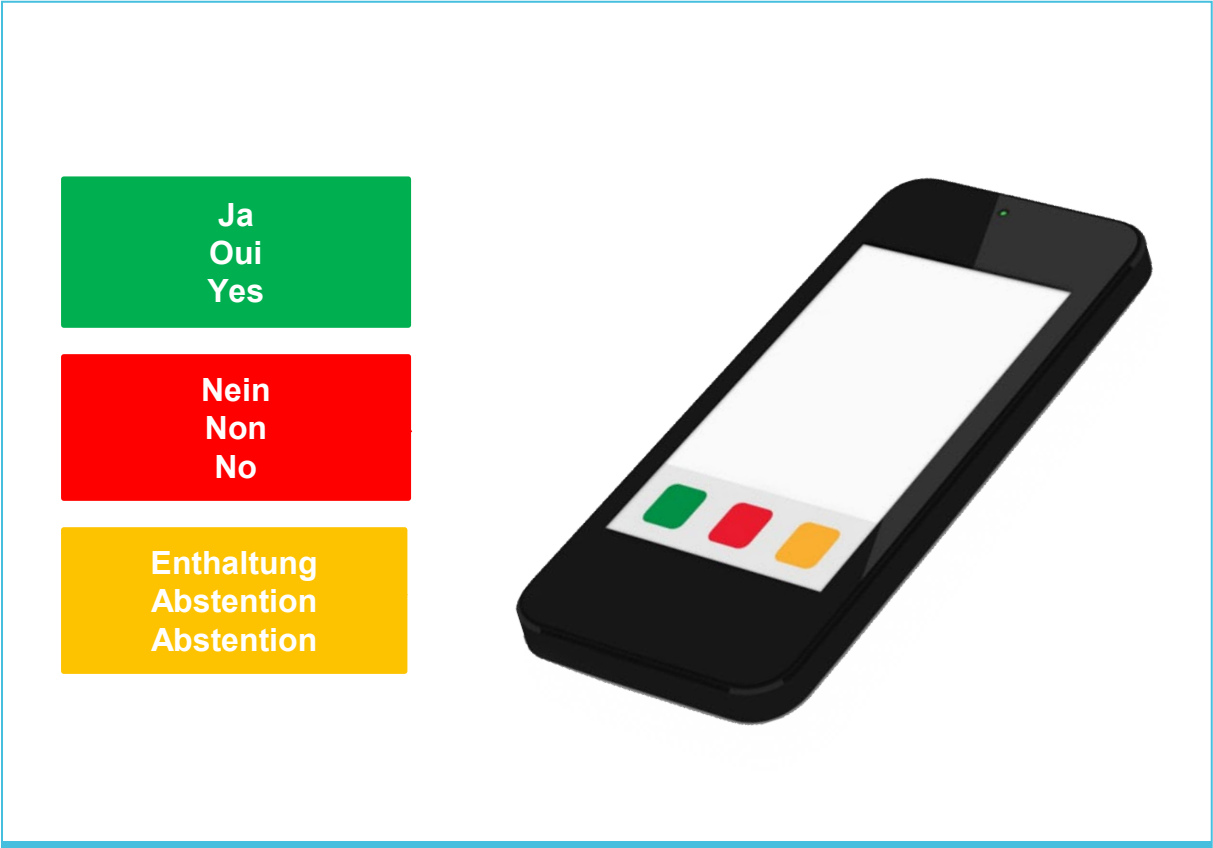 Ja
Oui
Yes
Nein
Non
No
Enthaltung
Abstention
Abstention